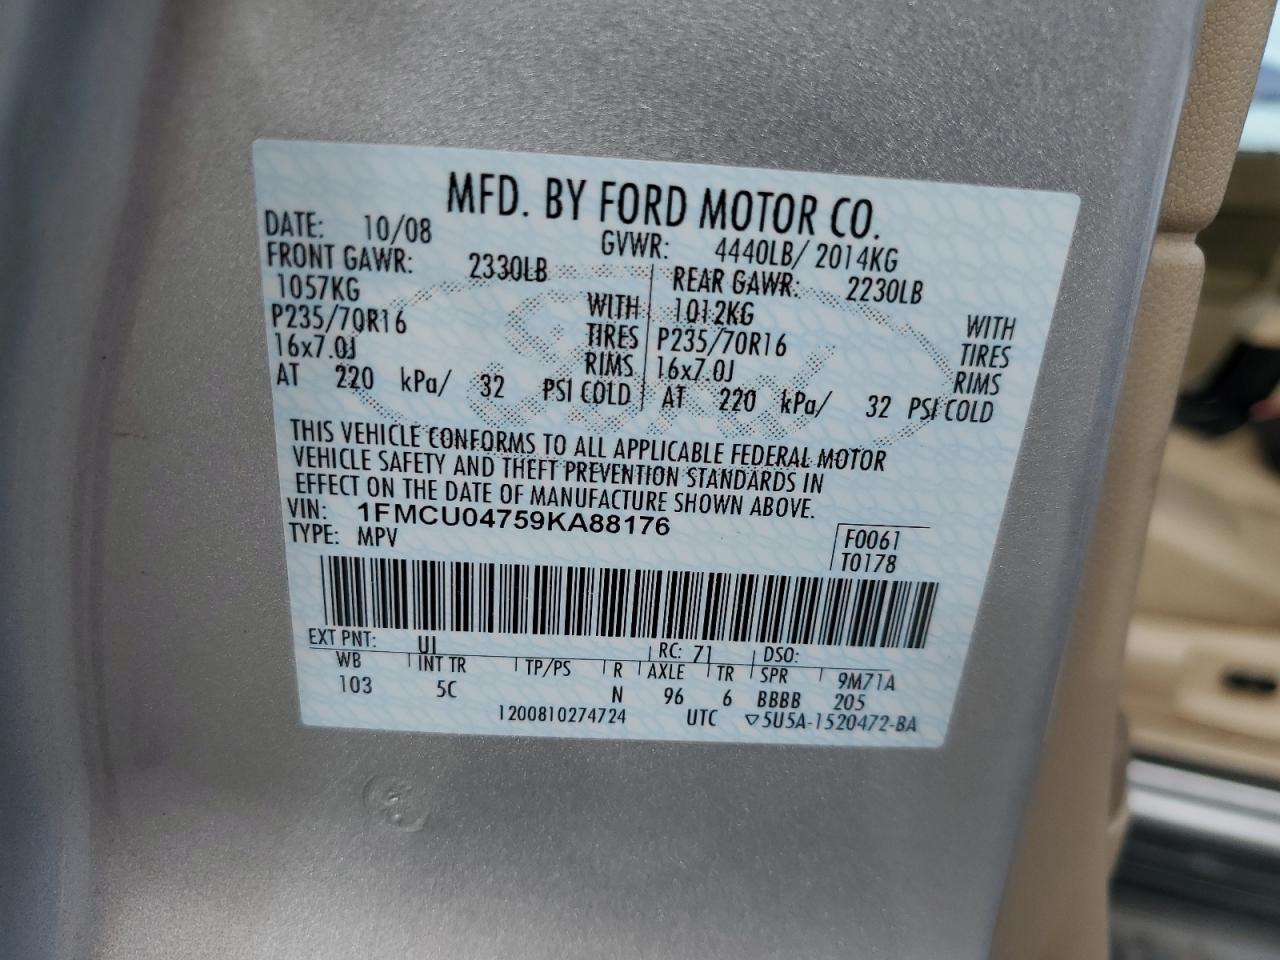 MFD. BY FORD MOTOR CO.
DATE: 10/08 GVWR: 4440LB/ 2014KG
FRONT GAWR: 2330LB REAR GAWR: 2230LB
1057KG WITH 1012KG WITH
P235/70R16 TIRES P235/70R16 TIRES
16x7.0J RIMS 16x7.0J RIMS
AT 220 kPa/ 32 PSI COLD AT 220 kPa/ 32 PSI COLD
THIS VEHICLE CONFORMS TO ALL APPLICABLE FEDERAL MOTOR
VEHICLE SAFETY AND THEFT PREVENTION STANDARDS IN
EFFECT ON THE DATE OF MANUFACTURE SHOWN ABOVE.
VIN: 1FMCU04759KA88176
TYPE: MPV
F0061
T0178
EXT PNT: UJ RC: 71 DSO:
WB INT TR TP/PS R AXLE TR SPR 9M71A
103 5C N 96 6 BBBB 205
1200810274724 UTC ▽5U5A-1520472-BA